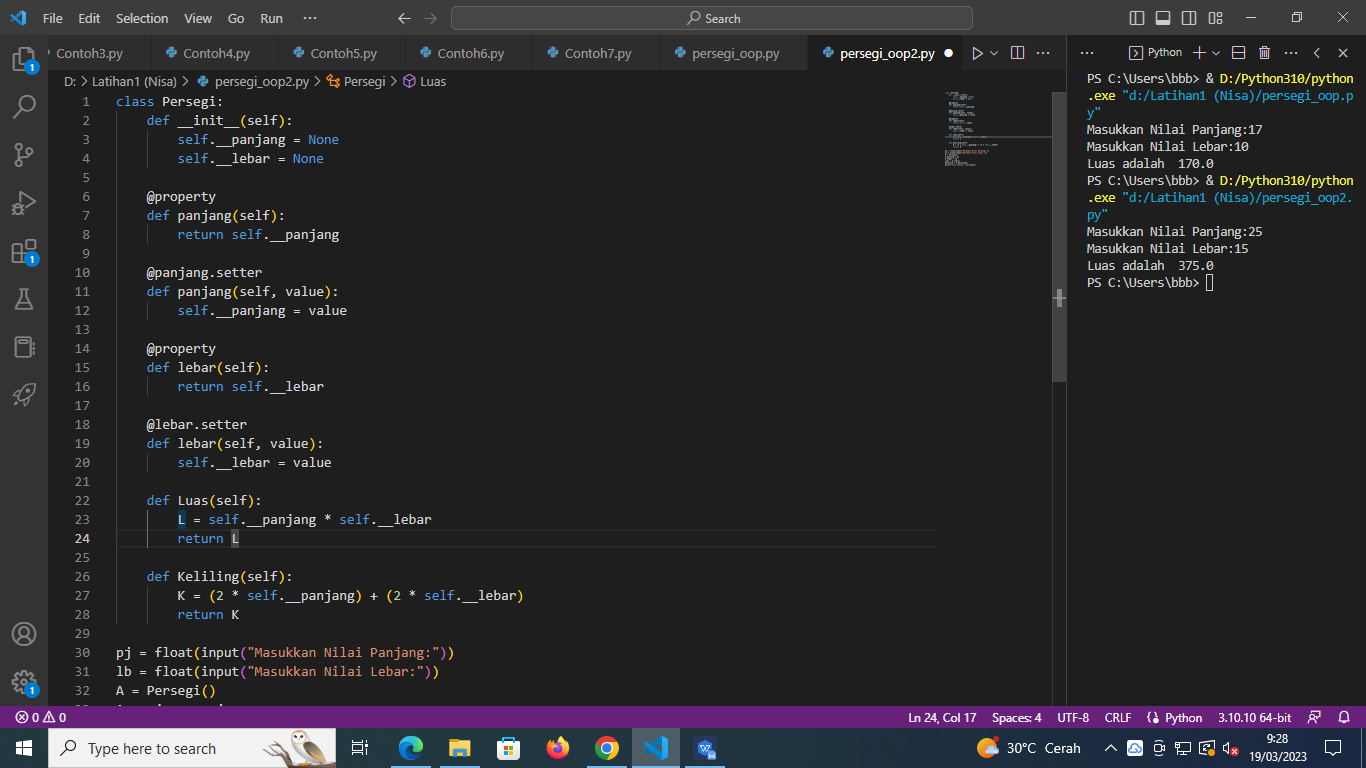 File Edit Selection View Go Run ··· Search
Contoh3.py Contoh4.py Contoh5.py Contoh6.py Contoh7.py persegi_oop.py persegi_oop2.py
D: > Latihan1 (Nisa) > persegi_oop2.py > Persegi > Luas
1 class Persegi:
2 def __init__(self):
3 self.__panjang = None
4 self.__lebar = None
5
6 @property
7 def panjang(self):
8 return self.__panjang
9
10 @panjang.setter
11 def panjang(self, value):
12 self.__panjang = value
13
14 @property
15 def lebar(self):
16 return self.__lebar
17
18 @lebar.setter
19 def lebar(self, value):
20 self.__lebar = value
21
22 def Luas(self):
23 L = self.__panjang * self.__lebar
24 return L
25
26 def Keliling(self):
27 K = (2 * self.__panjang) + (2 * self.__lebar)
28 return K
29
30 pj = float(input("Masukkan Nilai Panjang:"))
31 lb = float(input("Masukkan Nilai Lebar:"))
32 A = Persegi()
Python
PS C:\Users\bbb> & D:/Python310/python
.exe "d:/Latihan1 (Nisa)/persegi_oop.p
y"
Masukkan Nilai Panjang:17
Masukkan Nilai Lebar:10
Luas adalah  170.0
PS C:\Users\bbb> & D:/Python310/python
.exe "d:/Latihan1 (Nisa)/persegi_oop2.
py"
Masukkan Nilai Panjang:25
Masukkan Nilai Lebar:15
Luas adalah  375.0
PS C:\Users\bbb>
1
1
1
0 0 Ln 24, Col 17 Spaces: 4 UTF-8 CRLF Python 3.10.10 64-bit
Type here to search 30°C Cerah 9:28
19/03/2023